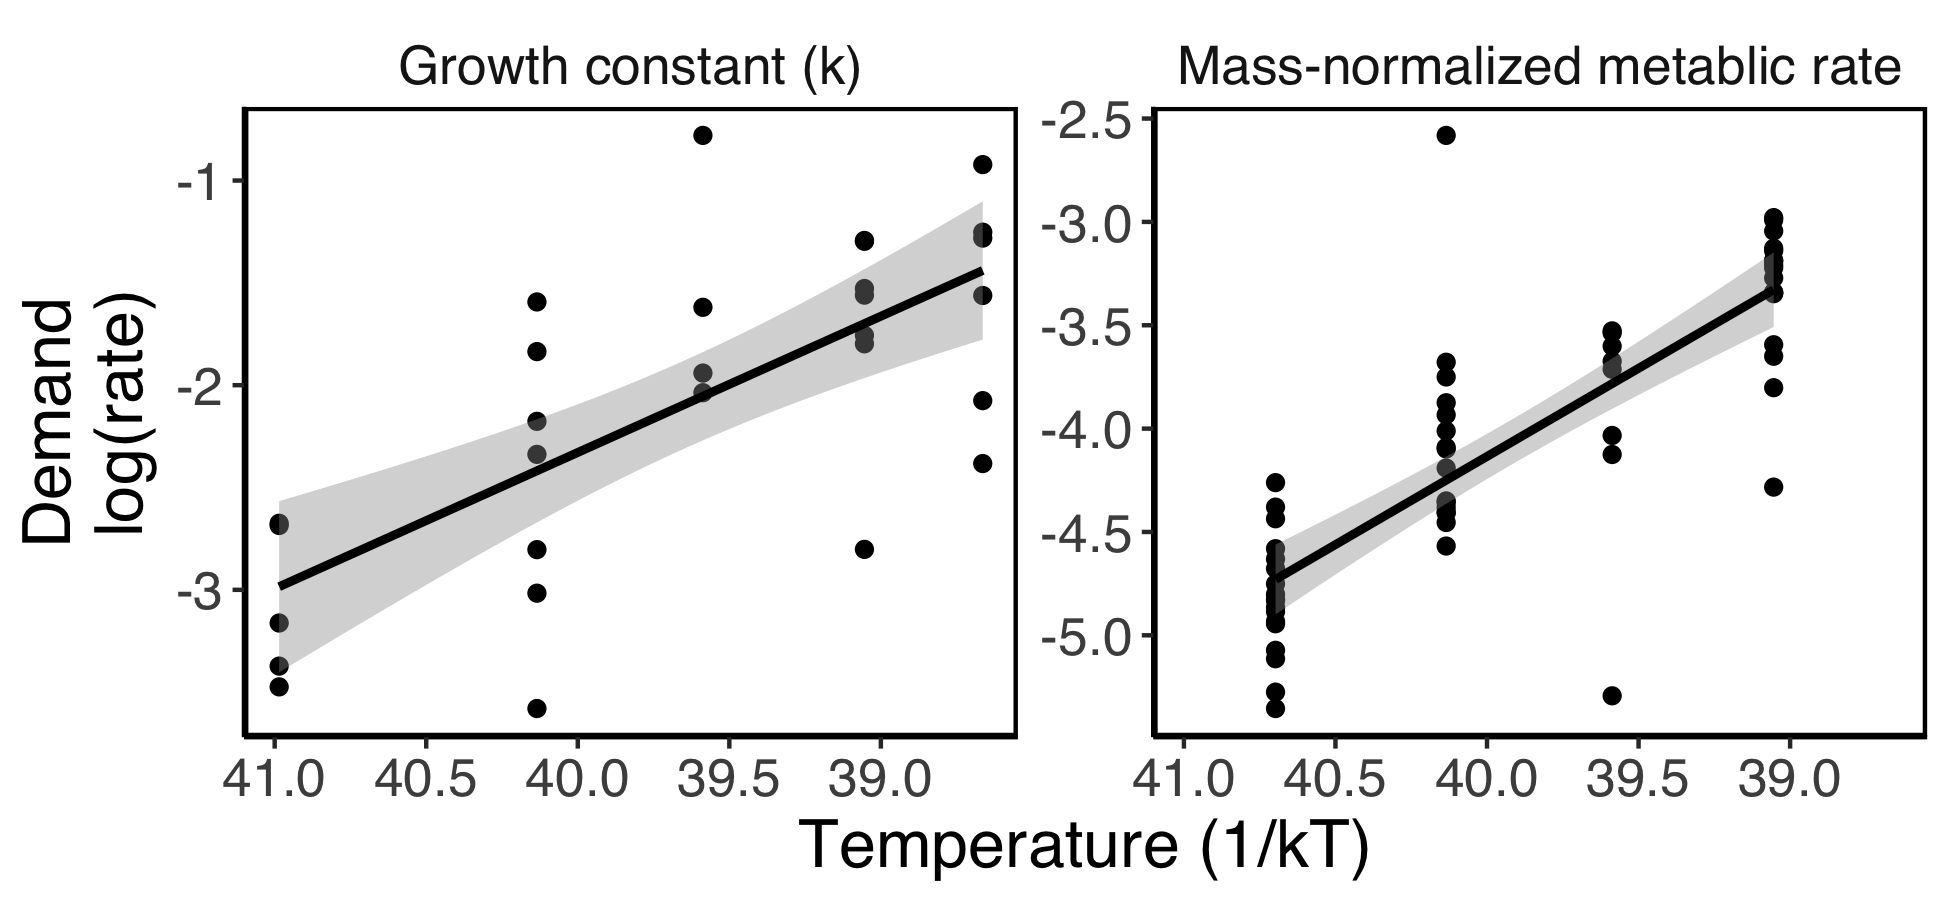 Growth constant (k)
Mass-normalized metablic rate
Demand
log(rate)
-1
-2
-3
-2.5
-3.0
-3.5
-4.0
-4.5
-5.0
41.0 40.5 40.0 39.5 39.0
41.0 40.5 40.0 39.5 39.0
Temperature (1/kT)